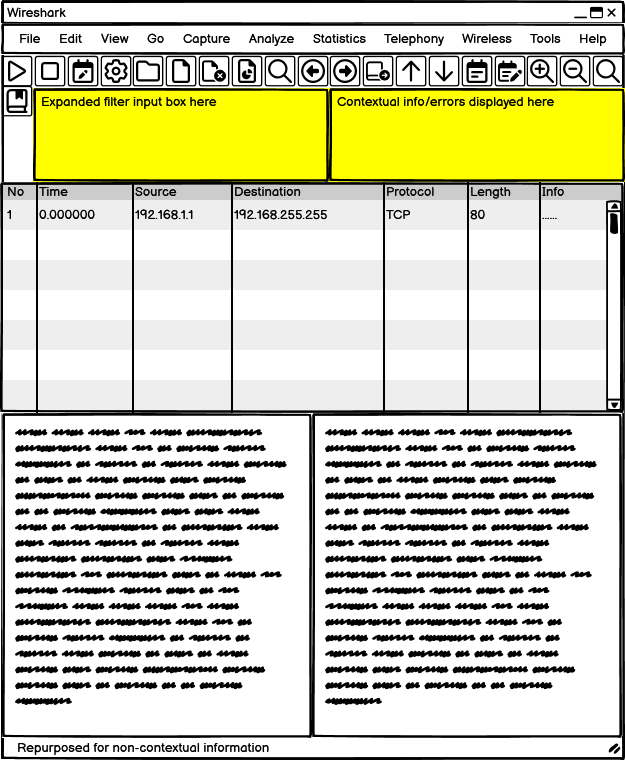 Wireshark
File Edit View Go Capture Analyze Statistics Telephony Wireless Tools Help
Expanded filter input box here
Contextual info/errors displayed here
No Time Source Destination Protocol Length Info
1 0.000000 192.168.1.1 192.168.255.255 TCP 80 ......
Repurposed for non-contextual information